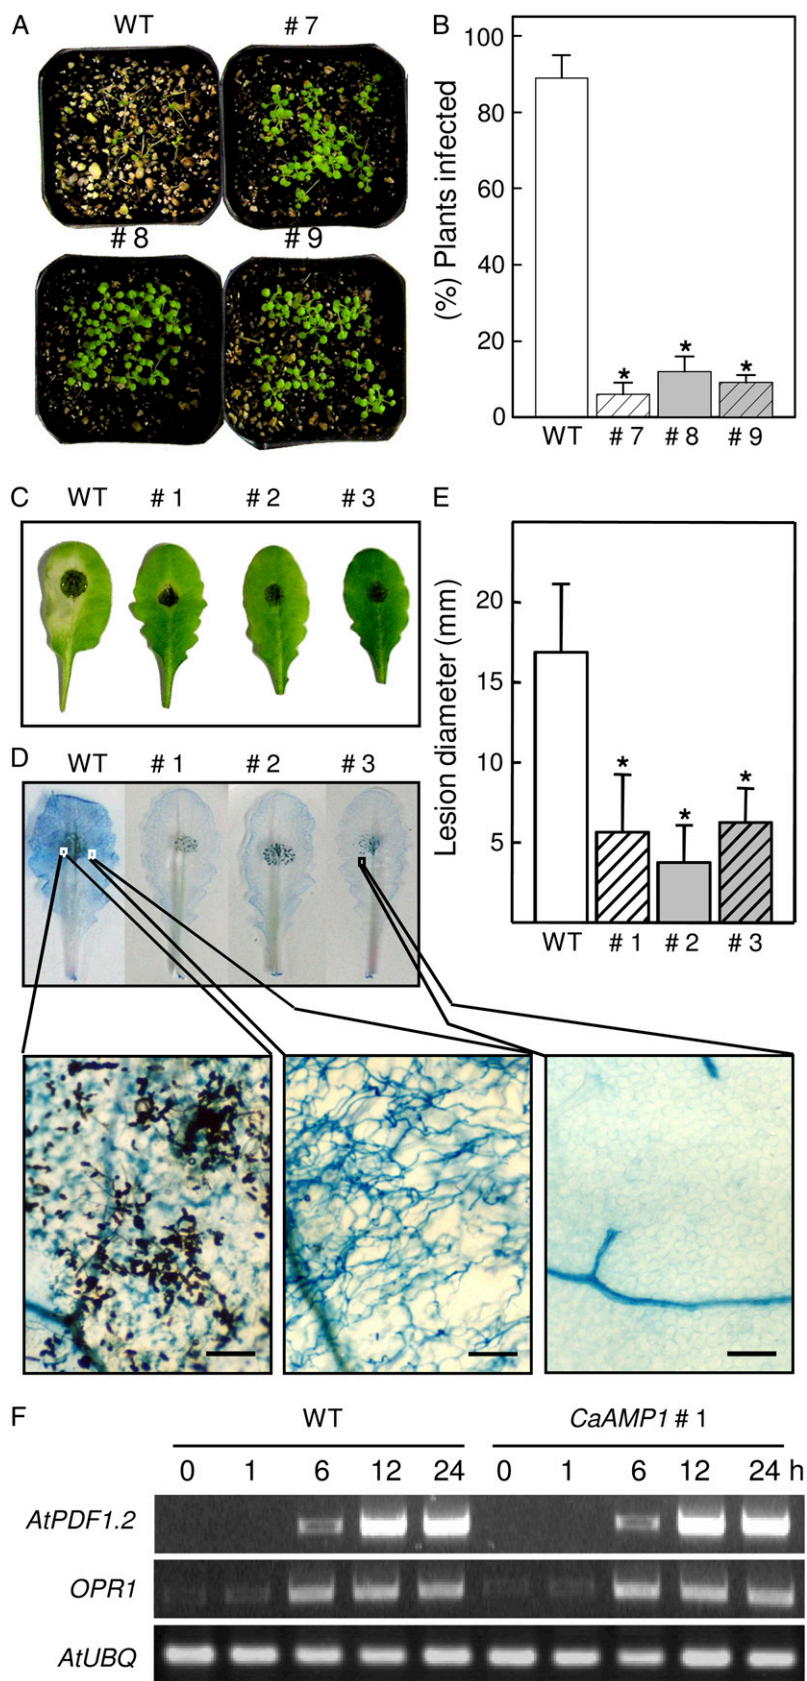 A
WT
# 7
# 8
# 9
B
(%) Plants infected
100
80
60
40
20
0
*
*
*
WT
# 7
# 8
# 9
C
WT
# 1
# 2
# 3
D
WT
# 1
# 2
# 3
E
Lesion diameter (mm)
20
15
10
5
*
*
*
WT
# 1
# 2
# 3
F
WT
CaAMP1 # 1
0 1 6 12 24 0 1 6 12 24 h
AtPDF1.2
OPR1
AtUBQ